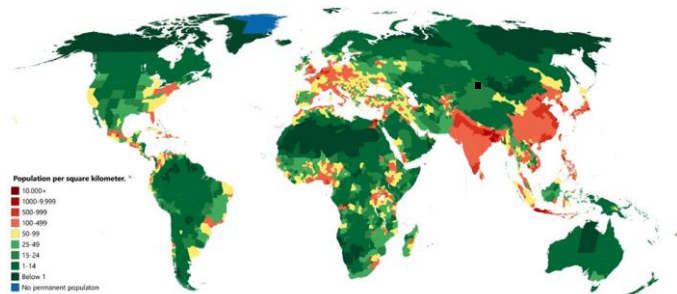 Population per square kilometer.
10.000+
1000-9.999
500-999
100-499
50-99
25-49
15-24
1-14
Below 1
No permanent populaton